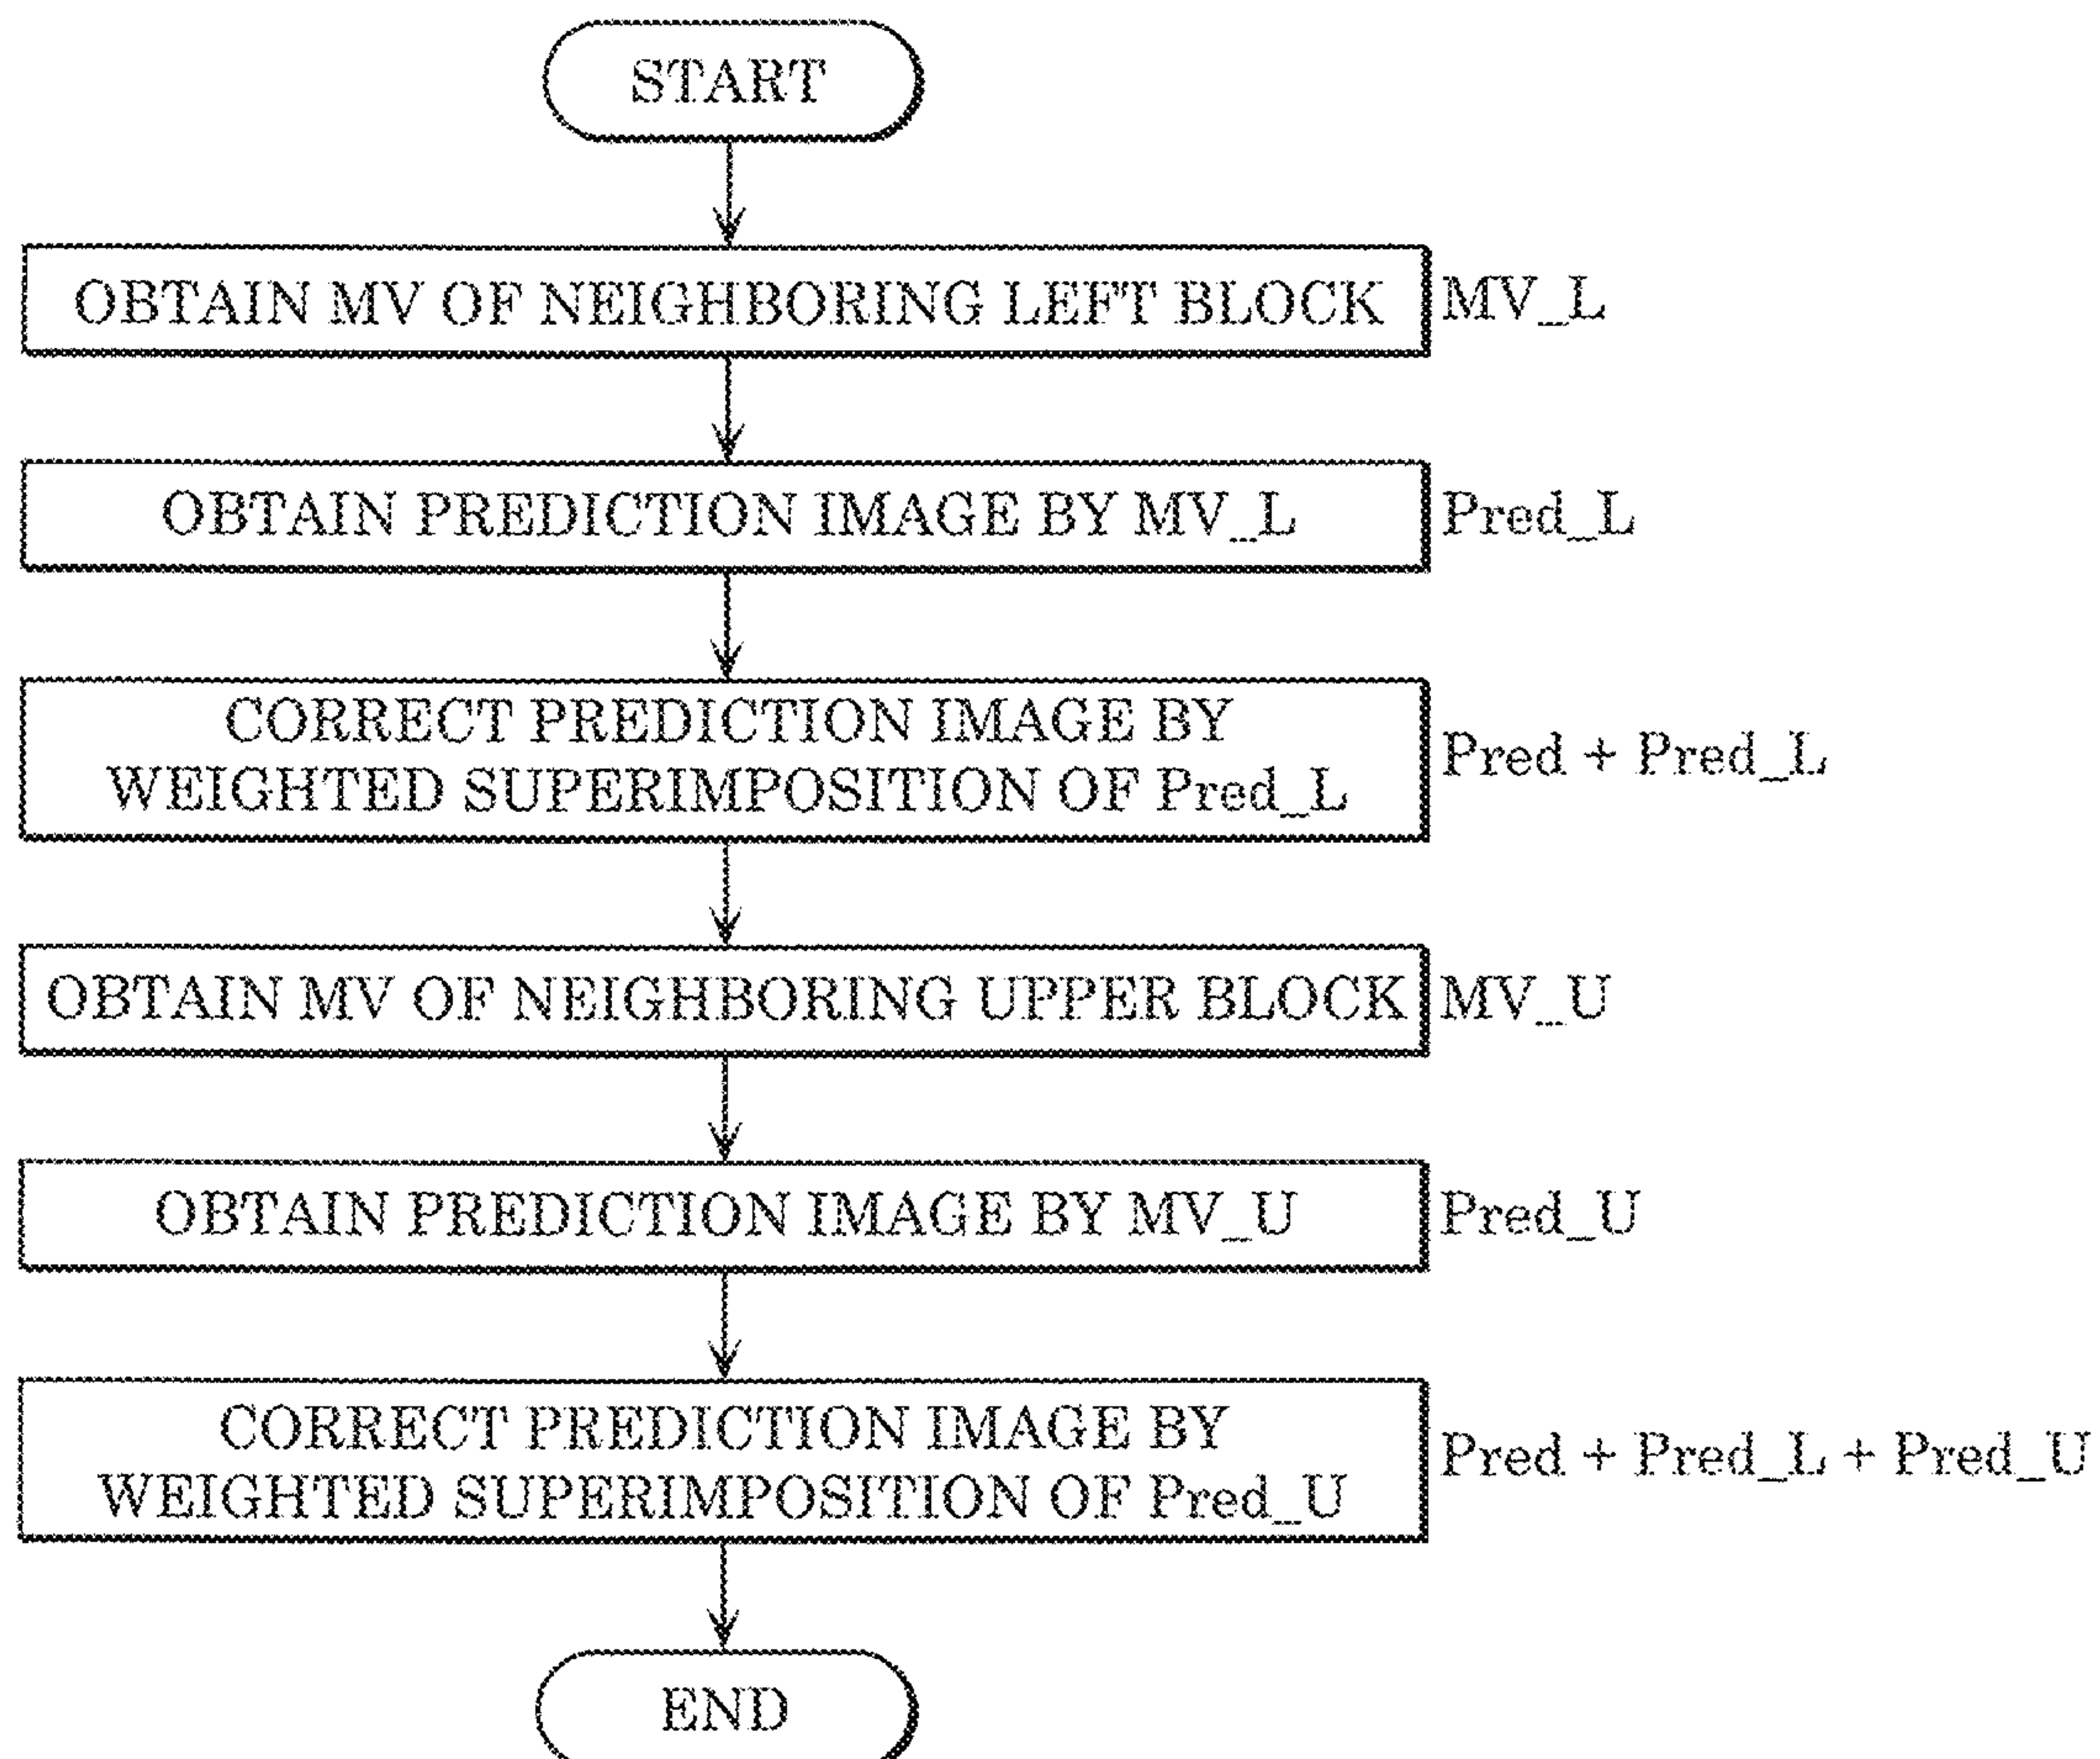 START
OBTAIN MV OF NEIGHBORING LEFT BLOCK MV_L
OBTAIN PREDICTION IMAGE BY MV_L Pred_L
CORRECT PREDICTION IMAGE BY
WEIGHTED SUPERIMPOSITION OF Pred_L
Pred + Pred_L
OBTAIN MV OF NEIGHBORING UPPER BLOCK MV_U
OBTAIN PREDICTION IMAGE BY MV_U Pred_U
CORRECT PREDICTION IMAGE BY
WEIGHTED SUPERIMPOSITION OF Pred_U
Pred + Pred_L + Pred_U
END